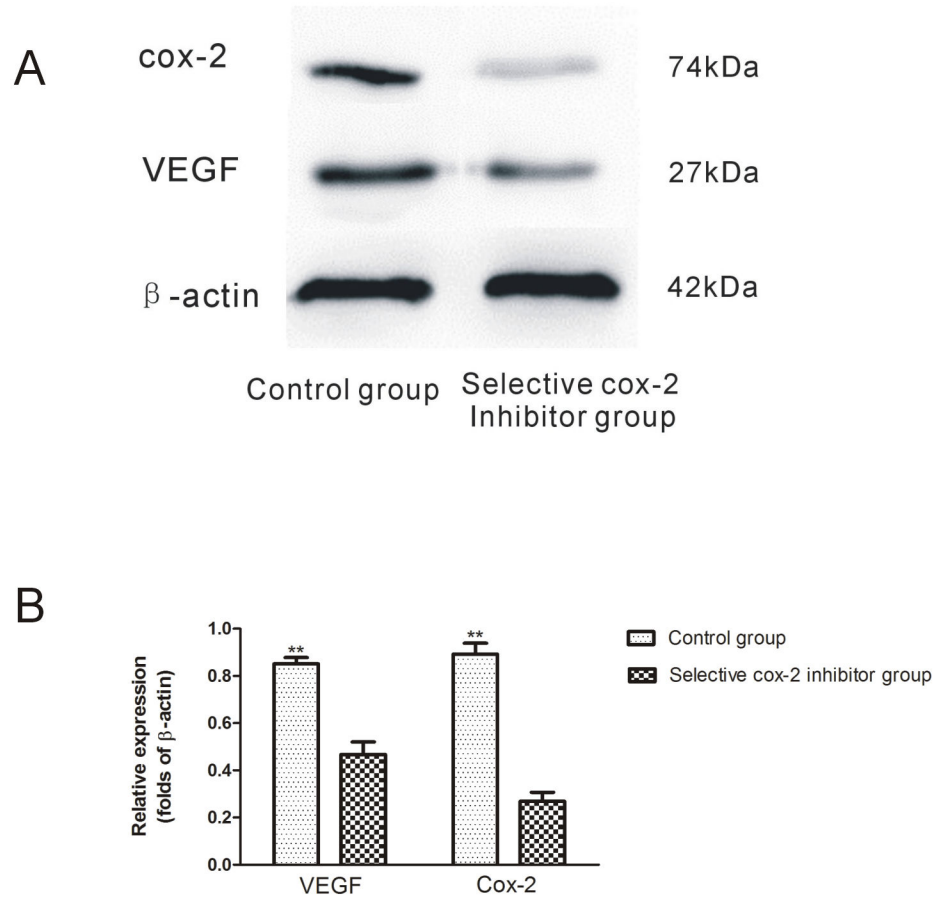 A
cox-2
74kDa
VEGF
27kDa
β-actin
42kDa
Control group
Selective cox-2
Inhibitor group
B
Relative expression
(folds of β-actin)
1.0
0.8
0.6
0.4
0.2
0.0
**
**
VEGF
Cox-2
Control group
Selective cox-2 inhibitor group